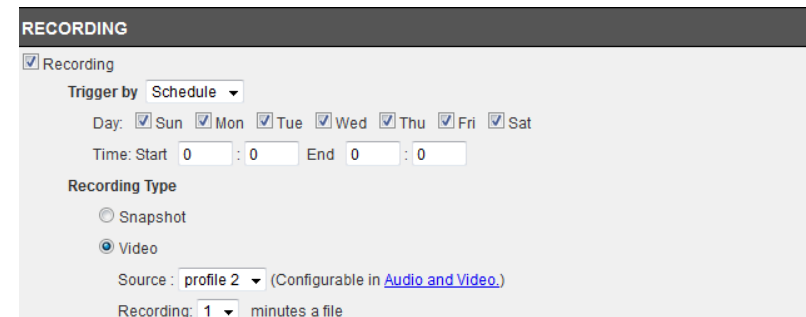 RECORDING
Recording
Trigger by Schedule
Day: Sun Mon Tue Wed Thu Fri Sat
Time: Start 0 : 0 End 0 : 0
Recording Type
Snapshot
Video
Source : profile 2 (Configurable in Audio and Video.)
Recording: 1 minutes a file